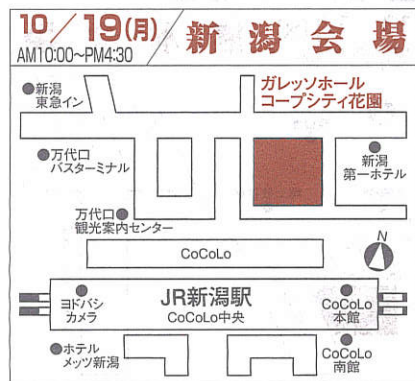 10／19(月)
AM10:00〜PM4:30
新潟会場
ガレッソホール
コープシティ花園
新潟
東急イン
万代口
バスターミナル
新潟
第一ホテル
万代口
観光案内センター
N
CoCoLo
ヨドバシ
カメラ
JR新潟駅
CoCoLo中央
CoCoLo
本館
ホテル
メッツ新潟
CoCoLo
南館